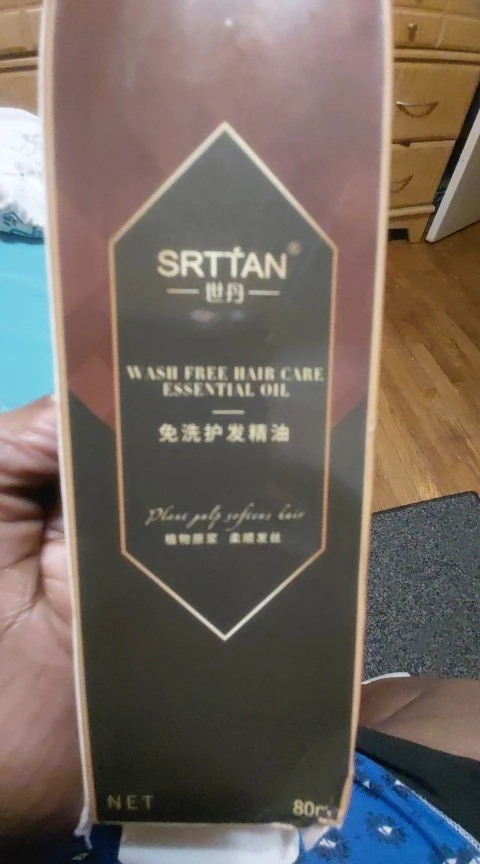 SRTTAN®
世丹
WASH FREE HAIR CARE
ESSENTIAL OIL
免洗护发精油
Plant pulp softens hair
植物原浆 柔顺发丝
NET 80m